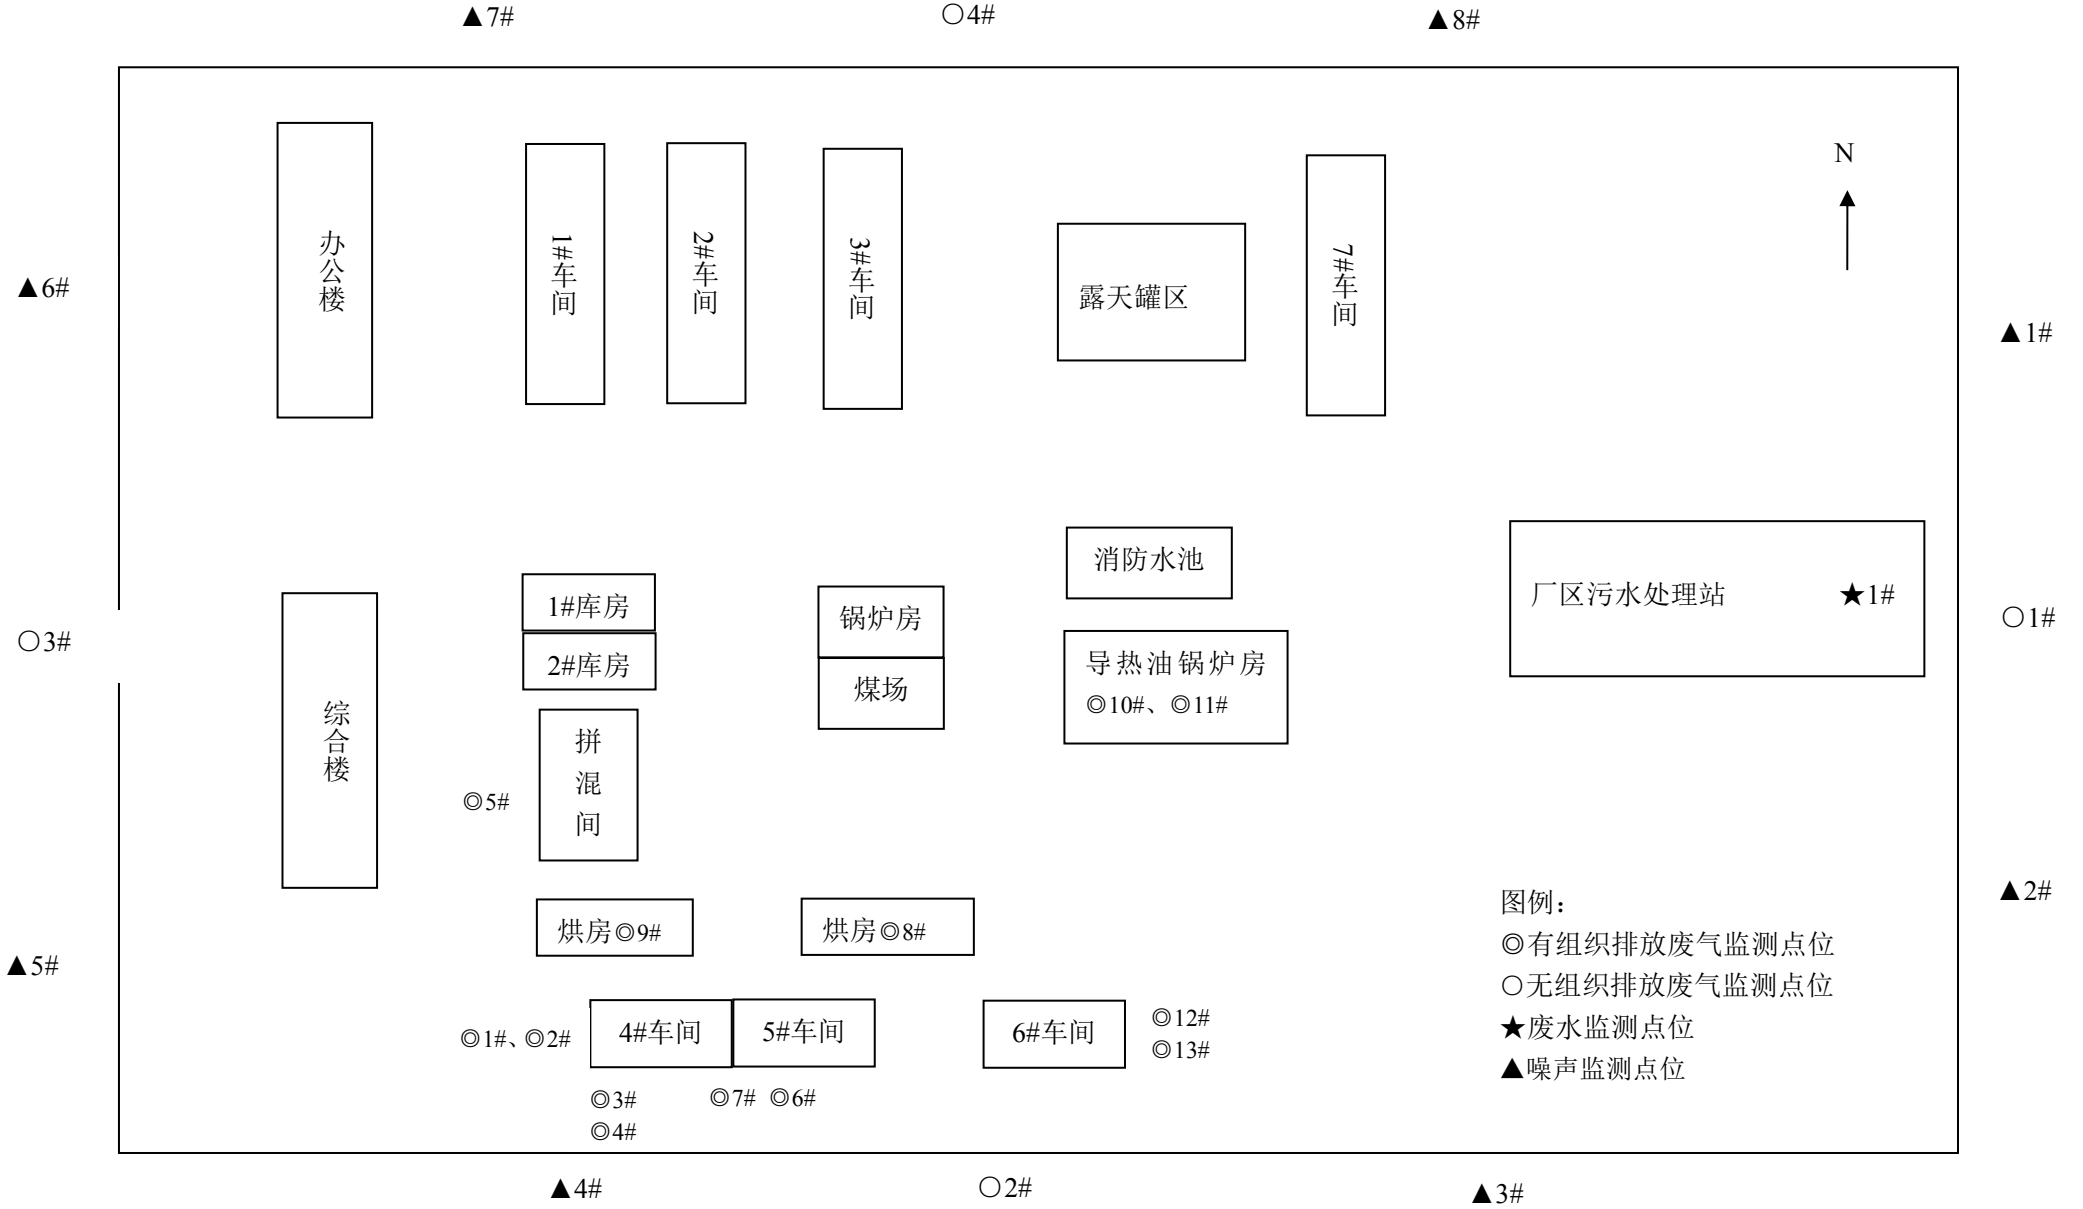 ▲7#
○4#
▲8#
N
办公楼
1#车间
2#车间
3#车间
露天罐区
7#车间
▲6#
▲1#
消防水池
厂区污水处理站 ★1#
1#库房
锅炉房
○3#
○1#
2#库房
煤场
导热油锅炉房
◎10#、◎11#
综合楼
拼混间
◎5#
▲2#
图例：
◎有组织排放废气监测点位
○无组织排放废气监测点位
★废水监测点位
▲噪声监测点位
烘房◎9#
烘房◎8#
▲5#
◎1#、◎2#
4#车间
5#车间
6#车间
◎12#
◎13#
◎3#
◎4#
◎7# ◎6#
▲4#
○2#
▲3#